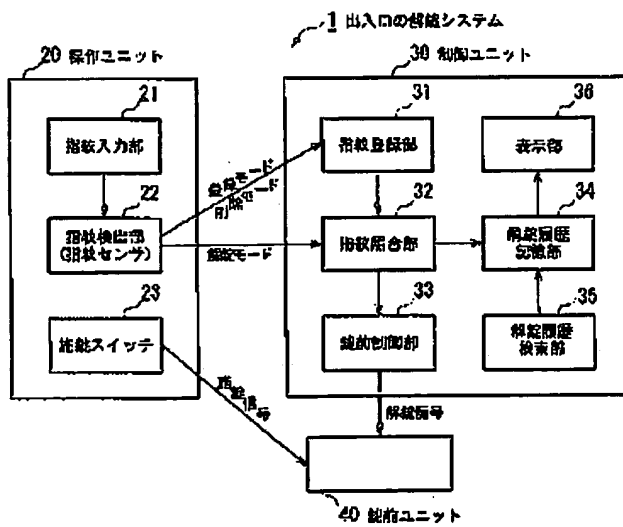 1 出入口の解錠システム
20 操作ユニット
30 制御ユニット
21
指紋入力部
22
指紋検出部
(指紋センサ)
23
施錠スイッチ
登録モード
削除モード
解錠モード
施錠
信号
31
指紋登録部
32
指紋照合部
33
錠前制御部
36
表示部
34
解錠履歴
記憶部
35
解錠履歴
検索部
解錠信号
40 錠前ユニット